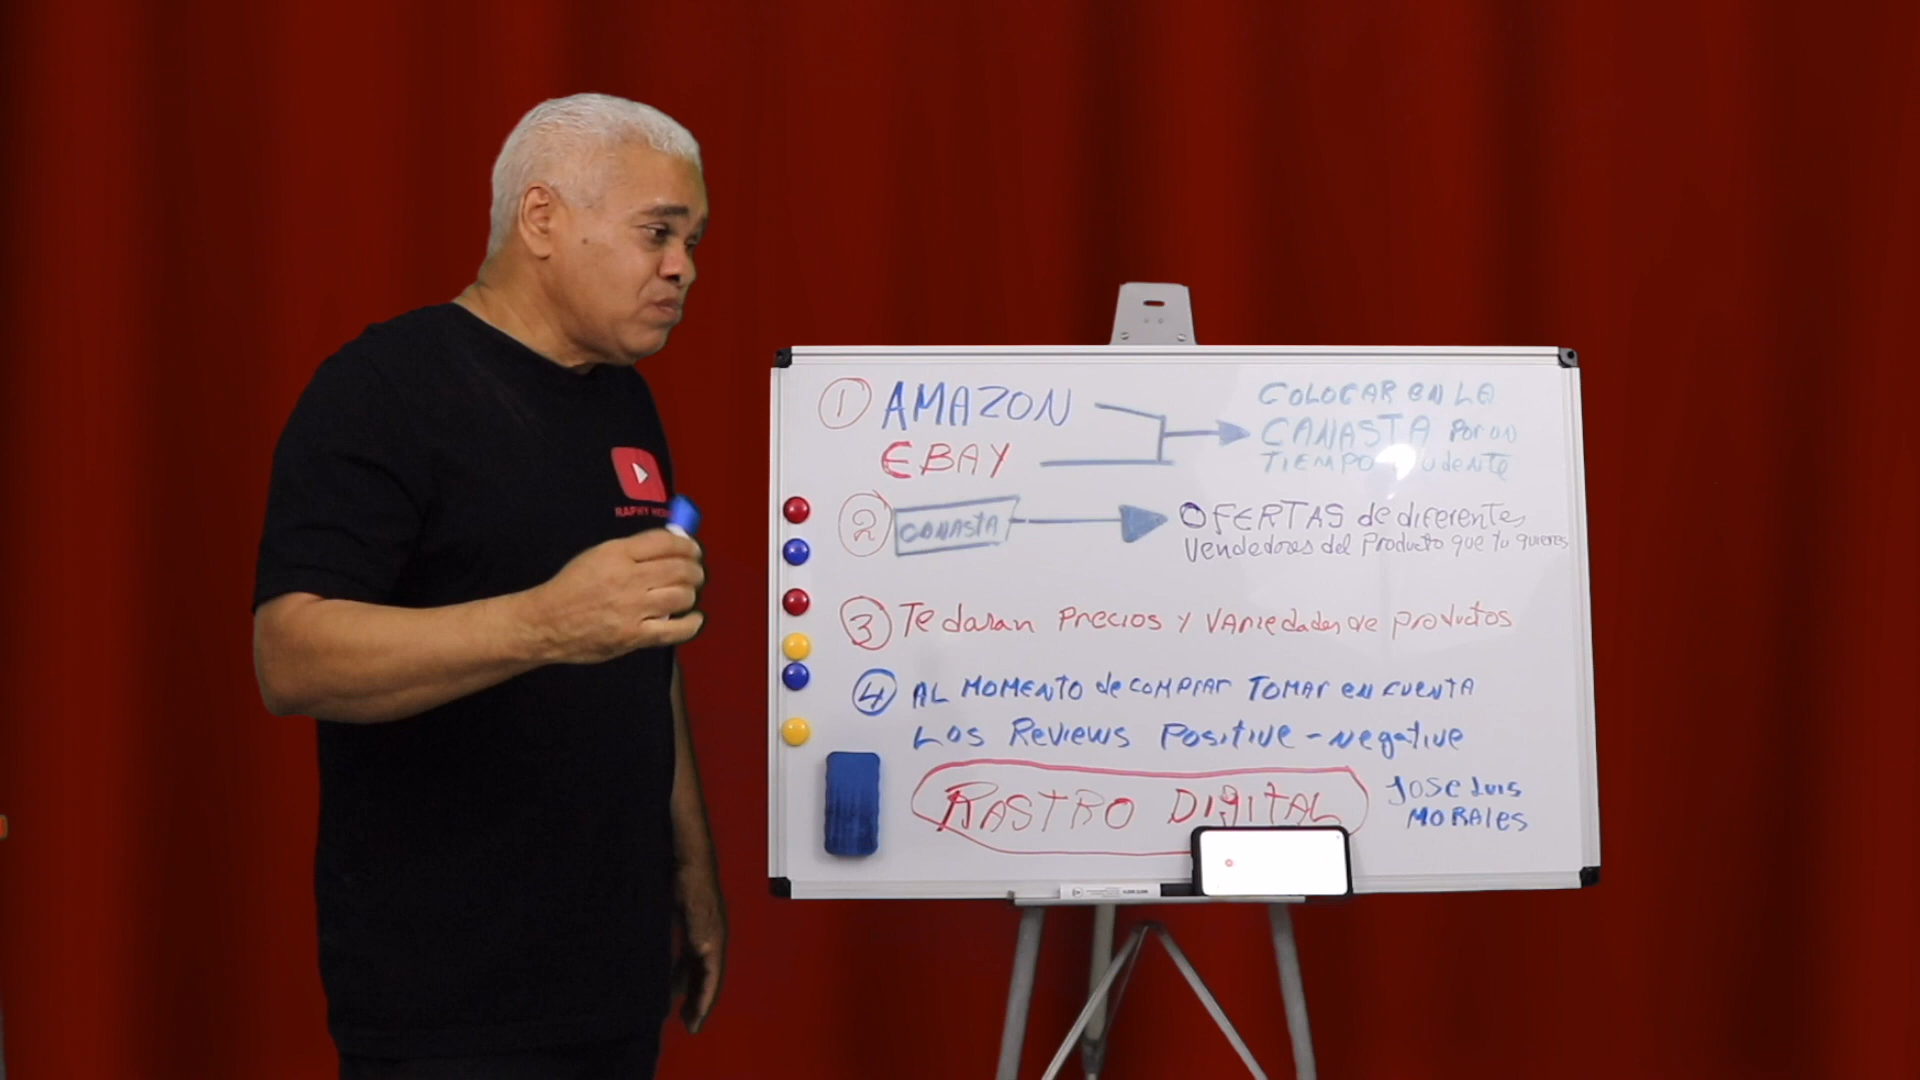 ① AMAZON
EBAY
COLOCAR EN LA
CANASTA POR UN
TIEMPO
② CANASTA
OFERTAS de diferentes
Vendedores del Producto que tu quieres
③ Te daran Precios y VARiedades de productos
④ AL MOMENTO de COMPrAr TOMAr en cuenTA
Los Reviews Positive - Negative
RASTRO DIGITAL
Jose Luis
MORAles
RAPHY